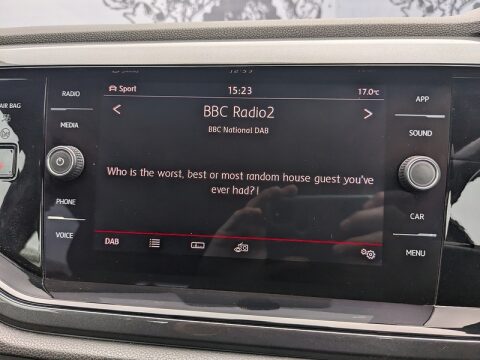 AIR BAG
RADIO
MEDIA
PHONE
VOICE
Sport
15:23
17.0°c
< BBC Radio2 >
BBC National DAB
Who is the worst, best or most random house guest you've
ever had?!
DAB
APP
SOUND
CAR
MENU